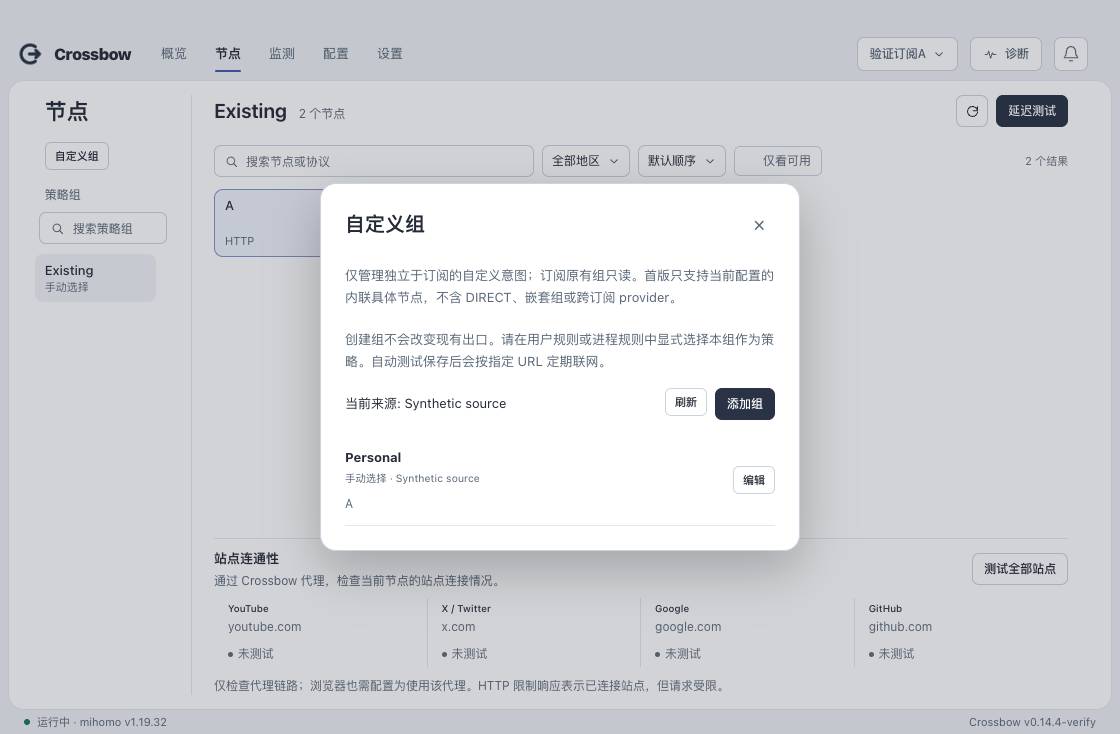 Crossbow
概览
节点
监测
配置
设置
验证订阅A
诊断
节点
自定义组
策略组
搜索策略组
Existing
手动选择
Existing
2 个节点
延迟测试
搜索节点或协议
全部地区
默认顺序
仅看可用
2 个结果
A
HTTP
自定义组
仅管理独立于订阅的自定义意图；订阅原有组只读。首版只支持当前配置的
内联具体节点，不含 DIRECT、嵌套组或跨订阅 provider。
创建组不会改变现有出口。请在用户规则或进程规则中显式选择本组作为策
略。自动测试保存后会按指定 URL 定期联网。
当前来源: Synthetic source
刷新
添加组
Personal
手动选择 · Synthetic source
A
编辑
站点连通性
通过 Crossbow 代理，检查当前节点的站点连接情况。
测试全部站点
YouTube
youtube.com
未测试
X / Twitter
x.com
未测试
Google
google.com
未测试
GitHub
github.com
未测试
仅检查代理链路；浏览器也需配置为使用该代理。HTTP 限制响应表示已连接站点，但请求受限。
运行中 · mihomo v1.19.32
Crossbow v0.14.4-verify